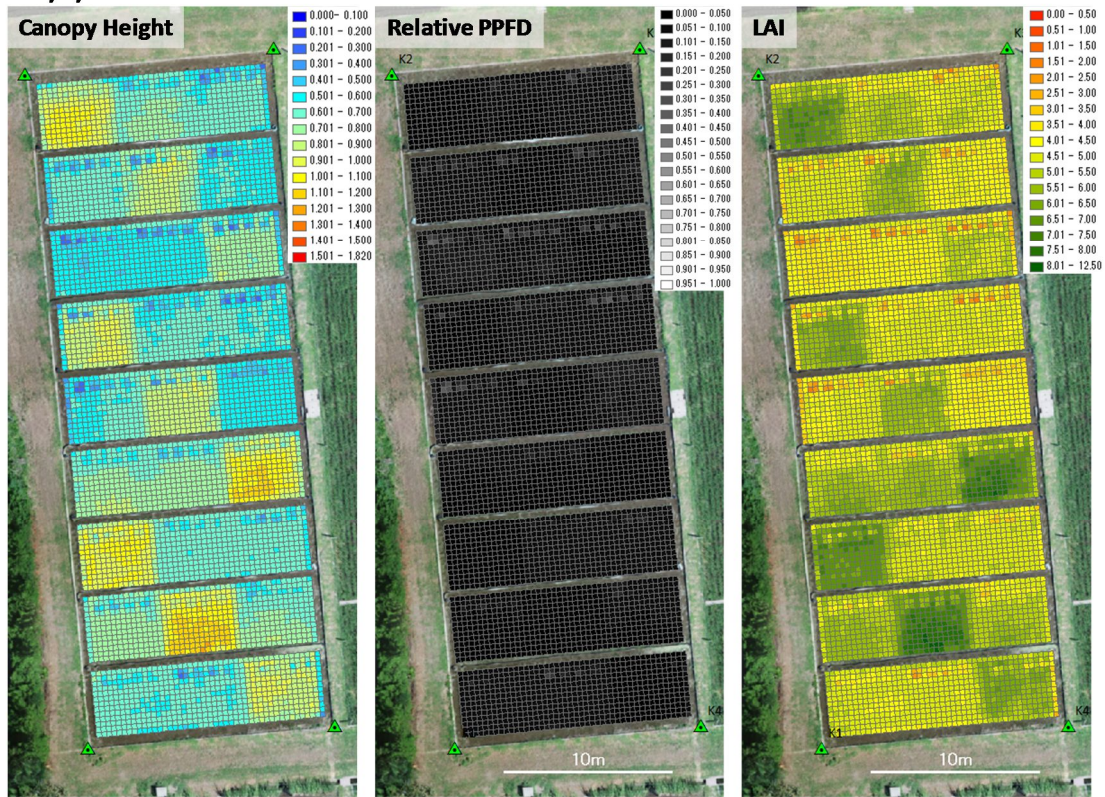 Canopy Height
0.000- 0.100
0.101 - 0.200
0.201 - 0.300
0.301 - 0.400
0.401 - 0.500
0.501 - 0.600
0.601 - 0.700
0.701 - 0.800
0.801 - 0.900
0.901 - 1.000
1.001 - 1.100
1.101 - 1.200
1.201 - 1.300
1.301 - 1.400
1.401 - 1.500
1.501 - 1.820
Relative PPFD
K2
K
0.000 - 0.050
0.051 - 0.100
0.101 - 0.150
0.151 - 0.200
0.201 - 0.250
0.251 - 0.300
0.301 - 0.350
0.351 - 0.400
0.401 - 0.450
0.451 - 0.500
0.501 - 0.550
0.551 - 0.600
0.601 - 0.650
0.651 - 0.700
0.701 - 0.750
0.751 - 0.800
0.801 - 0.050
0.851 - 0.900
0.901 - 0.950
0.951 - 1.000
K4
10m
LAI
K2
K
0.00 - 0.50
0.51 - 1.00
1.01 - 1.50
1.51 - 2.00
2.01 - 2.50
2.51 - 3.00
3.01 - 3.50
3.51 - 4.00
4.01 - 4.50
4.51 - 5.00
5.01 - 5.50
5.51 - 6.00
6.01 - 6.50
6.51 - 7.00
7.01 - 7.50
7.51 - 8.00
8.01 - 12.50
K1
K4
10m